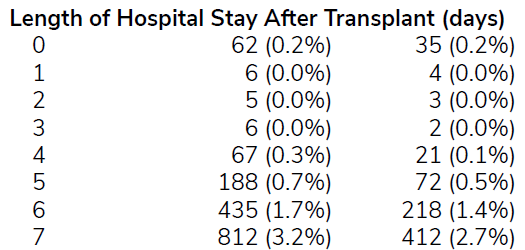 Length of Hospital Stay After Transplant (days)
0 62 (0.2%) 35 (0.2%)
1 6 (0.0%) 4 (0.0%)
2 5 (0.0%) 3 (0.0%)
3 6 (0.0%) 2 (0.0%)
4 67 (0.3%) 21 (0.1%)
5 188 (0.7%) 72 (0.5%)
6 435 (1.7%) 218 (1.4%)
7 812 (3.2%) 412 (2.7%)